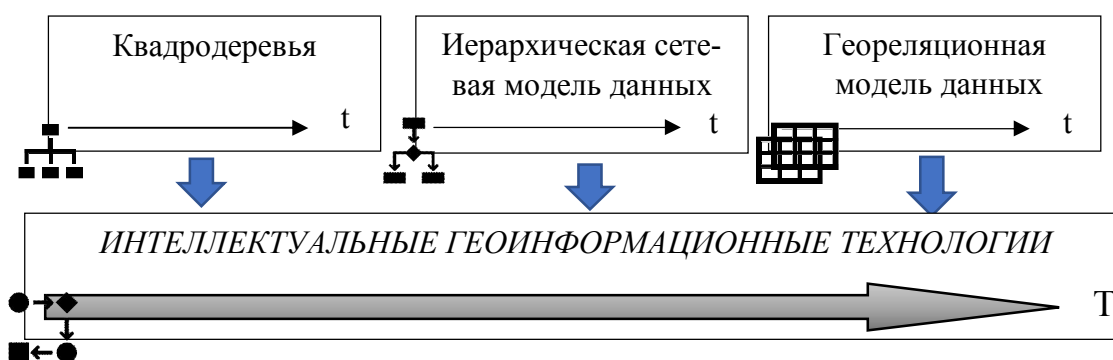 Квадродеревья
t
Иерархическая сете-
вая модель данных
t
Геореляционная
модель данных
t
ИНТЕЛЛЕКТУАЛЬНЫЕ ГЕОИНФОРМАЦИОННЫЕ ТЕХНОЛОГИИ
T